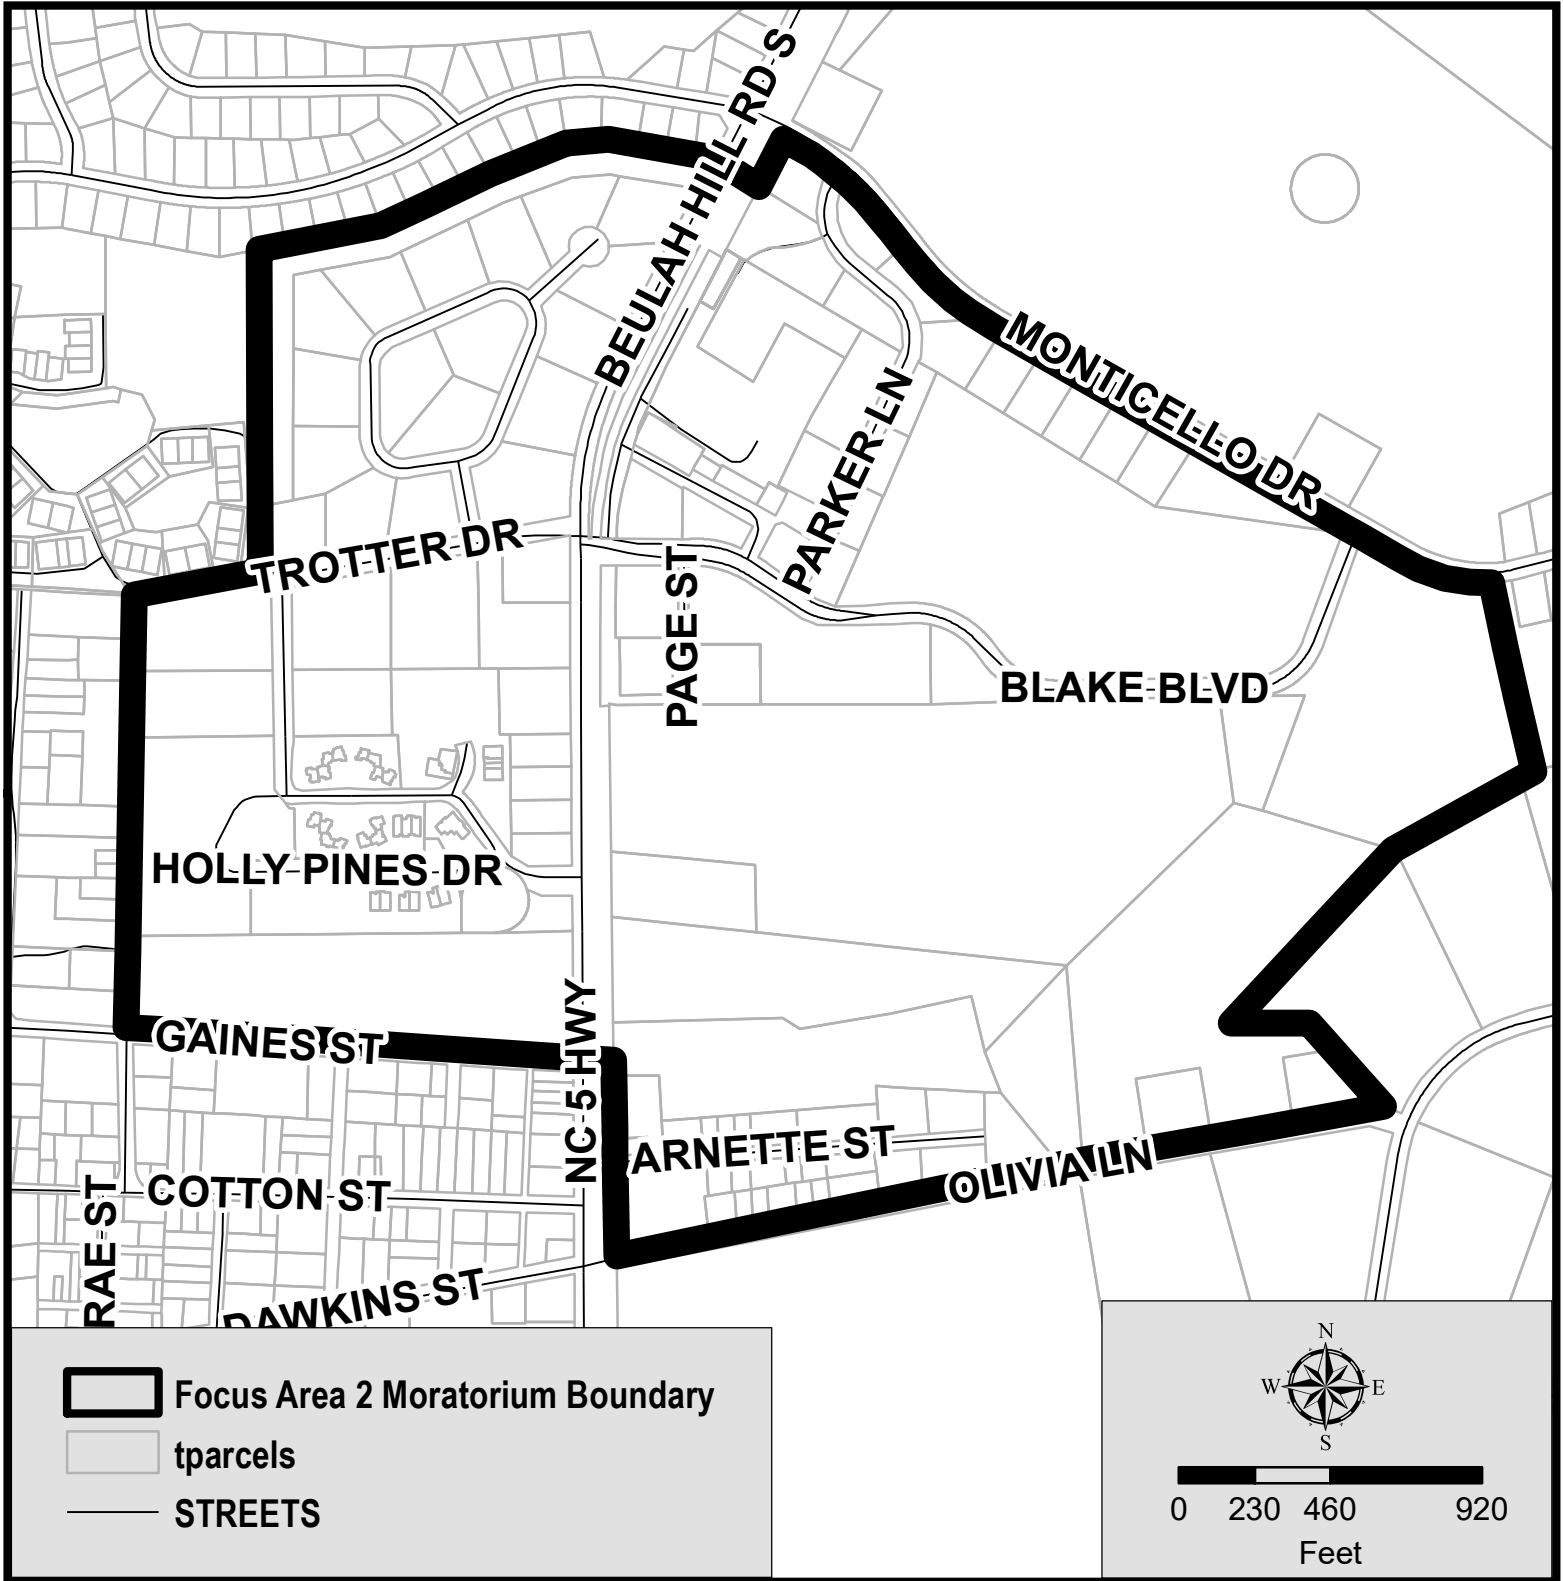 BEULAH HILL RD S
MONTICELLO DR
PARKER LN
TROTTER DR
PAGE ST
BLAKE BLVD
HOLLY PINES DR
NC 5 HWY
GAINES ST
ARNETTE ST
OLIVIA LN
COTTON ST
RAE ST
DAWKINS ST
Focus Area 2 Moratorium Boundary
tparcels
STREETS
N
W E
S
0 230 460 920
Feet